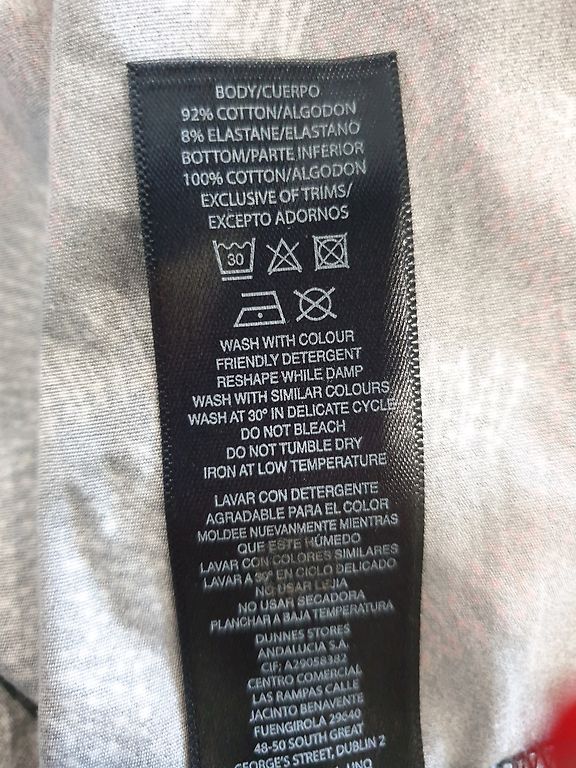 BODY/CUERPO
92% COTTON/ALGODON
8% ELASTANE/ELASTANO
BOTTOM/PARTE INFERIOR
100% COTTON/ALGODON
EXCLUSIVE OF TRIMS/
EXCEPTO ADORNOS
30
WASH WITH COLOUR
FRIENDLY DETERGENT
RESHAPE WHILE DAMP
WASH WITH SIMILAR COLOURS
WASH AT 30° IN DELICATE CYCLE
DO NOT BLEACH
DO NOT TUMBLE DRY
IRON AT LOW TEMPERATURE
LAVAR CON DETERGENTE
AGRADABLE PARA EL COLOR
MOLDEE NUEVANMENTE MIENTRAS
QUE ESTE HÚMEDO
LAVAR CON COLORES SIMILARES
LAVAR A 30° EN CICLO DELICADO
NO USAR LEJIA
NO USAR SECADORA
PLANCHAR A BAJA TEMPERATURA
DUNNES STORES
ANDALUCIA S.A.
CIF: A29058382
CENTRO COMERCIAL
LAS RAMPAS CALLE
JACINTO BENAVENTE
FUENGIROLA 29640
48-50 SOUTH GREAT
GEORGE'S STREET, DUBLIN 2